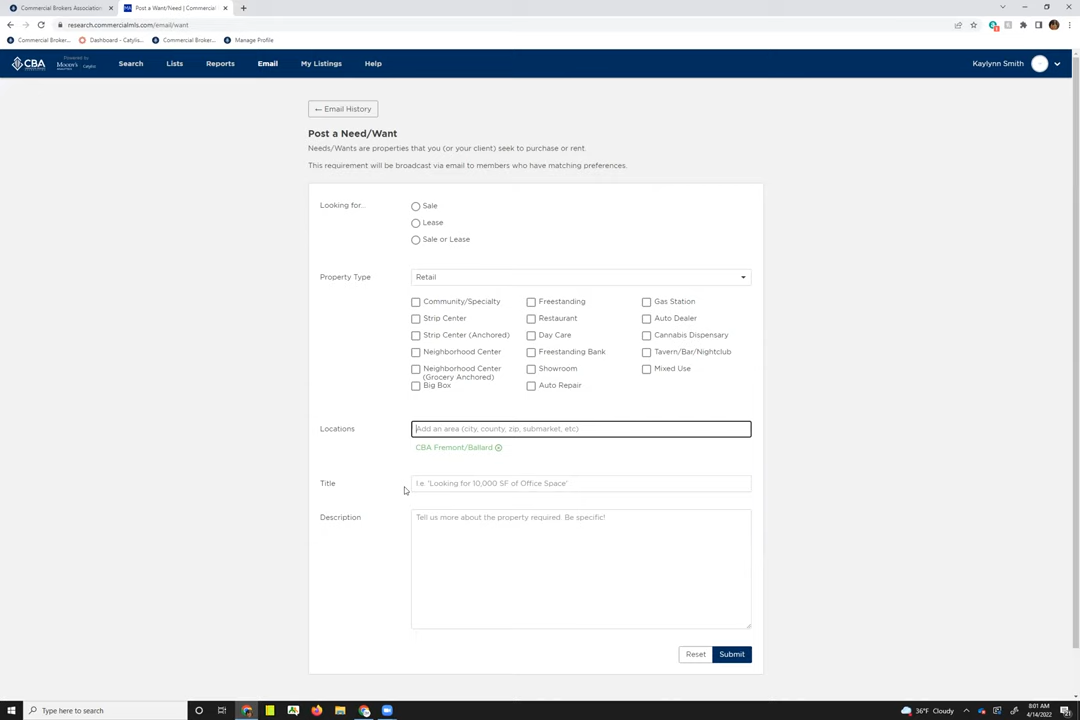 Commercial Brokers Association
Post a Want/Need | Commercial
research.commercialmls.com/email/want
Commercial Broker...
Dashboard - Catylis...
Commercial Broker...
Manage Profile
CBA
Powered by
Moody's
Catylist
Search
Lists
Reports
Email
My Listings
Help
Kaylynn Smith
← Email History
Post a Need/Want
Needs/Wants are properties that you (or your client) seek to purchase or rent
This requirement will be broadcast via email to members who have matching preferences.
Looking for...
Sale
Lease
Sale or Lease
Property Type
Retail
Community/Specialty
Freestanding
Gas Station
Strip Center
Restaurant
Auto Dealer
Strip Center (Anchored)
Day Care
Cannabis Dispensary
Neighborhood Center
Freestanding Bank
Tavern/Bar/Nightclub
Neighborhood Center
(Grocery Anchored)
Showroom
Mixed Use
Big Box
Auto Repair
Locations
Add an area (city, county, zip, submarket, etc)
CBA Fremont/Ballard
Title
I.e. 'Looking for 10,000 SF of Office Space'
Description
Tell us more about the property required. Be specific!
Reset
Submit
Type here to search
36°F Cloudy
8:01 AM
4/14/2022